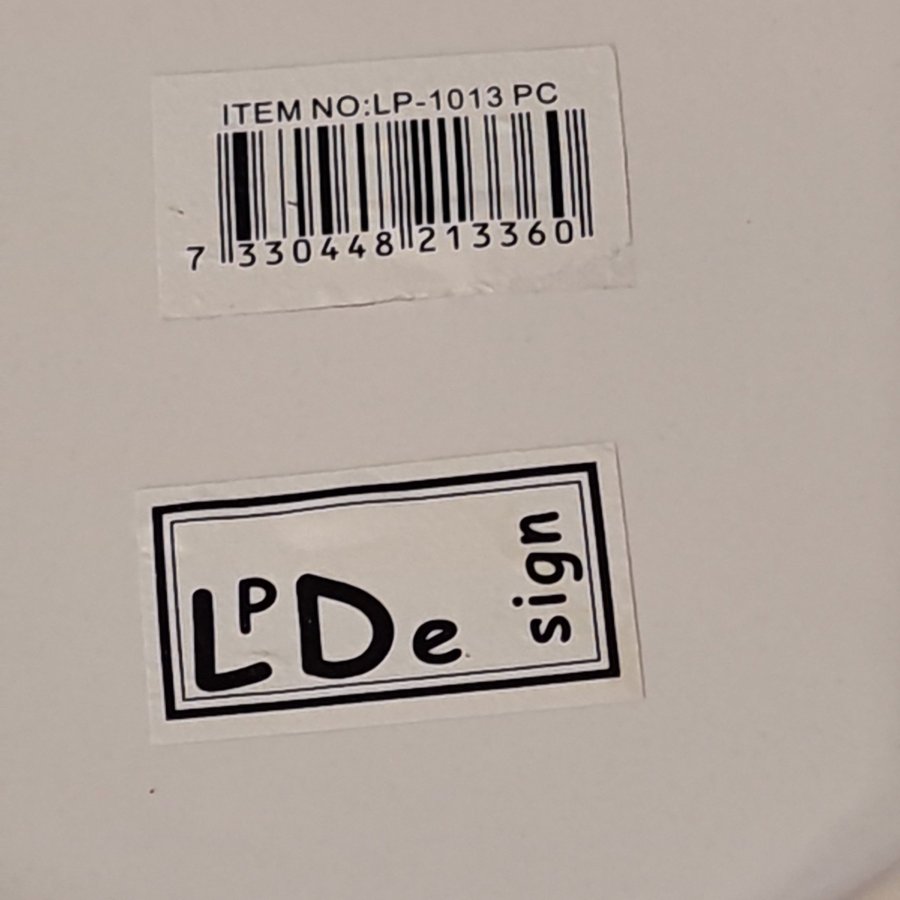 ITEM NO:LP-1013 PC
7 330448 213360
LPDe sign